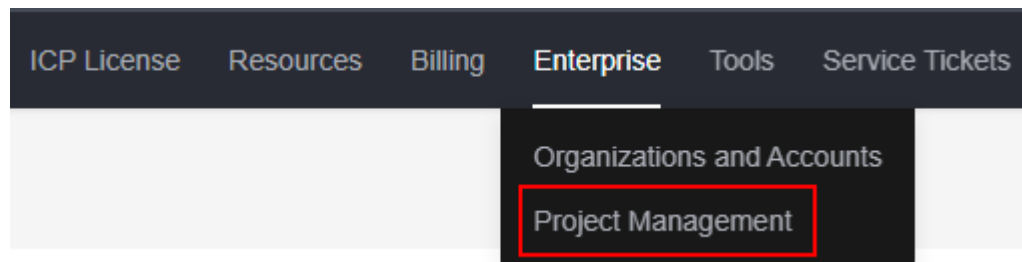 ICP License Resources Billing Enterprise Tools Service Tickets
Organizations and Accounts
Project Management